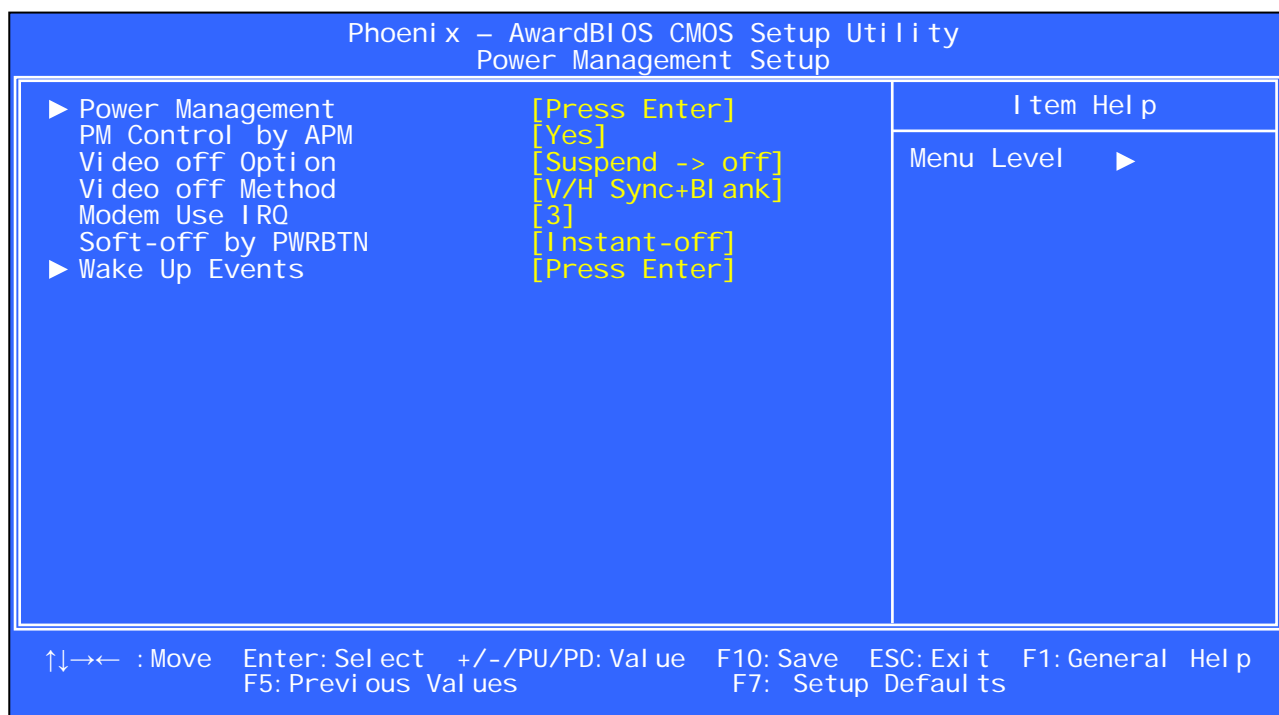 Phoenix – AwardBIOS CMOS Setup Utility
Power Management Setup
► Power Management [Press Enter]
PM Control by APM [Yes]
Video off Option [Suspend -> off]
Video off Method [V/H Sync+Blank]
Modem Use IRQ [3]
Soft-off by PWRBTN [Instant-off]
► Wake Up Events [Press Enter]
Item Help
Menu Level ►
↑↓→← :Move Enter:Select +/-/PU/PD:Value F10:Save ESC:Exit F1:General Help
F5:Previous Values F7: Setup Defaults